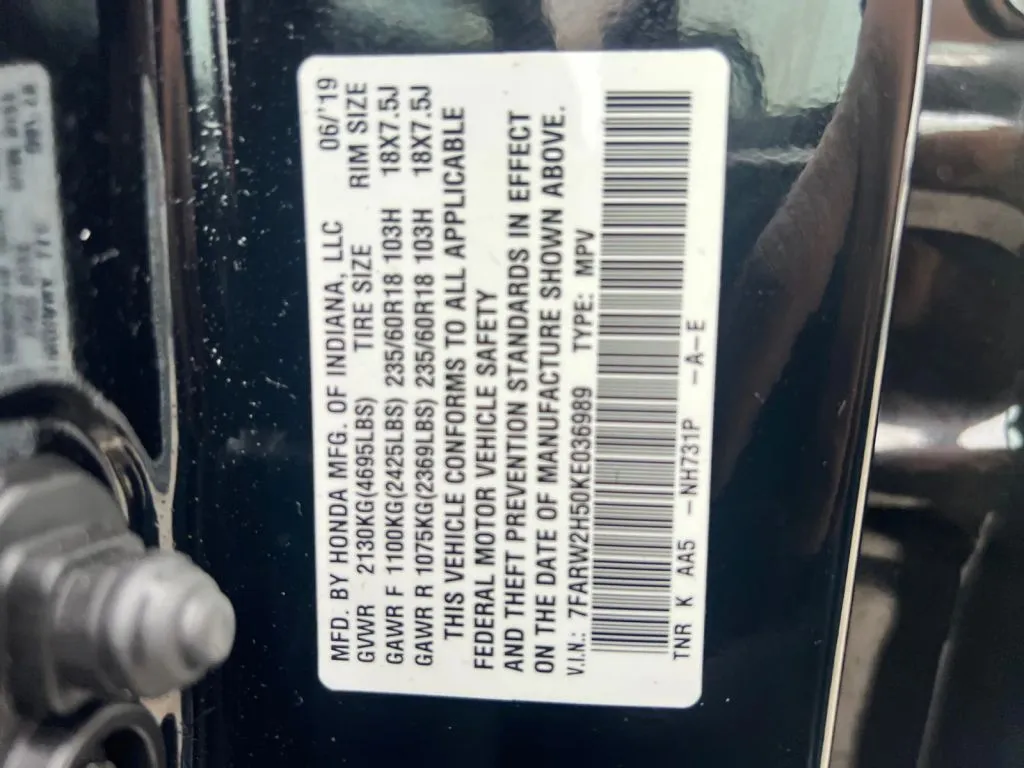 MFD. BY HONDA MFG. OF INDIANA, LLC 06/'19
GVWR 2130KG(4695LBS) TIRE SIZE RIM SIZE
GAWR F 1100KG(2425LBS) 235/60R18 103H 18X7.5J
GAWR R 1075KG(2369LBS) 235/60R18 103H 18X7.5J
THIS VEHICLE CONFORMS TO ALL APPLICABLE
FEDERAL MOTOR VEHICLE SAFETY
AND THEFT PREVENTION STANDARDS IN EFFECT
ON THE DATE OF MANUFACTURE SHOWN ABOVE.
V.I.N.: 7FARW2H50KE036989 TYPE: MPV
TNR K AA5 -NH731P -A-E